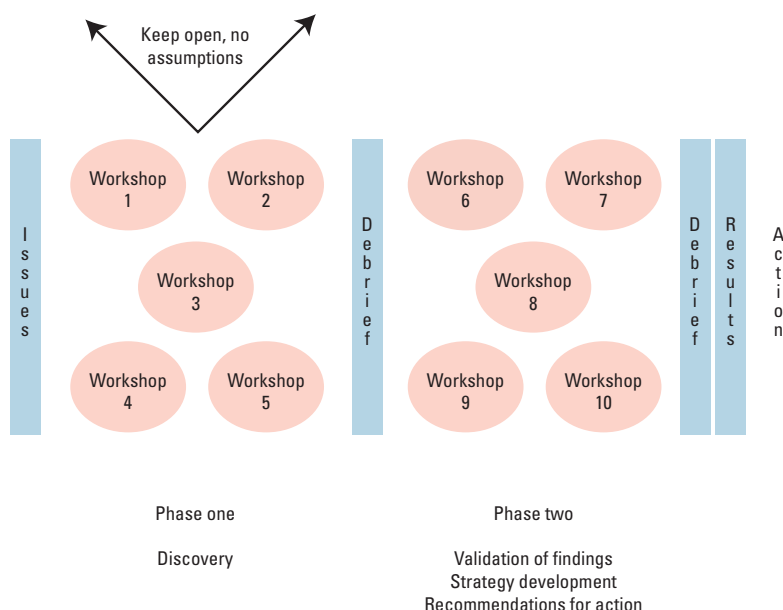 Keep open, no
assumptions
Issues
Workshop
1
Workshop
2
Workshop
3
Workshop
4
Workshop
5
Debrief
Workshop
6
Workshop
7
Workshop
8
Workshop
9
Workshop
10
Debrief
Results
Action
Phase one
Discovery
Phase two
Validation of findings
Strategy development
Recommendations for action